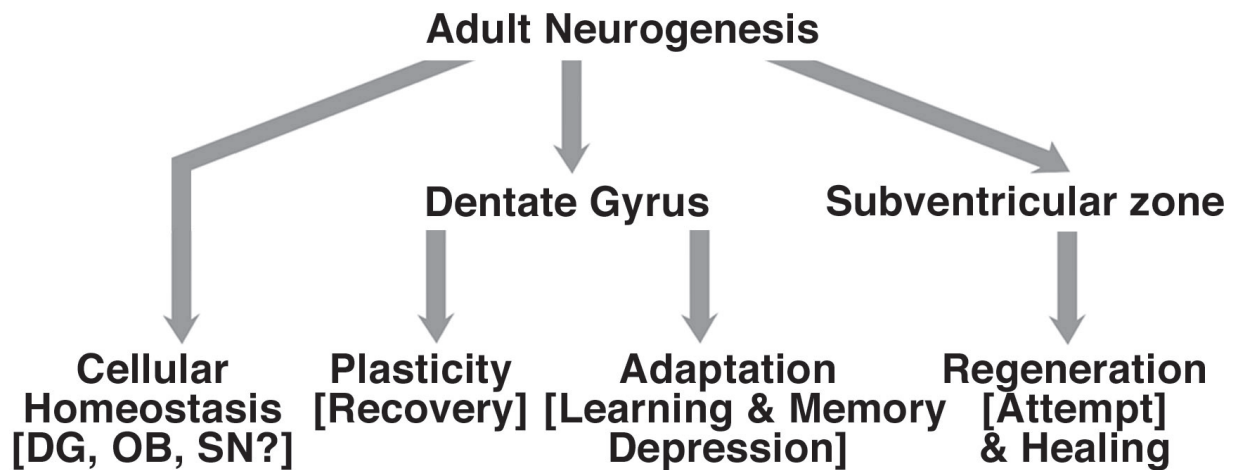 Adult Neurogenesis
Dentate Gyrus
Subventricular zone
Cellular
Homeostasis
[DG, OB, SN?]
Plasticity
[Recovery]
Adaptation
[Learning & Memory
Depression]
Regeneration
[Attempt]
& Healing